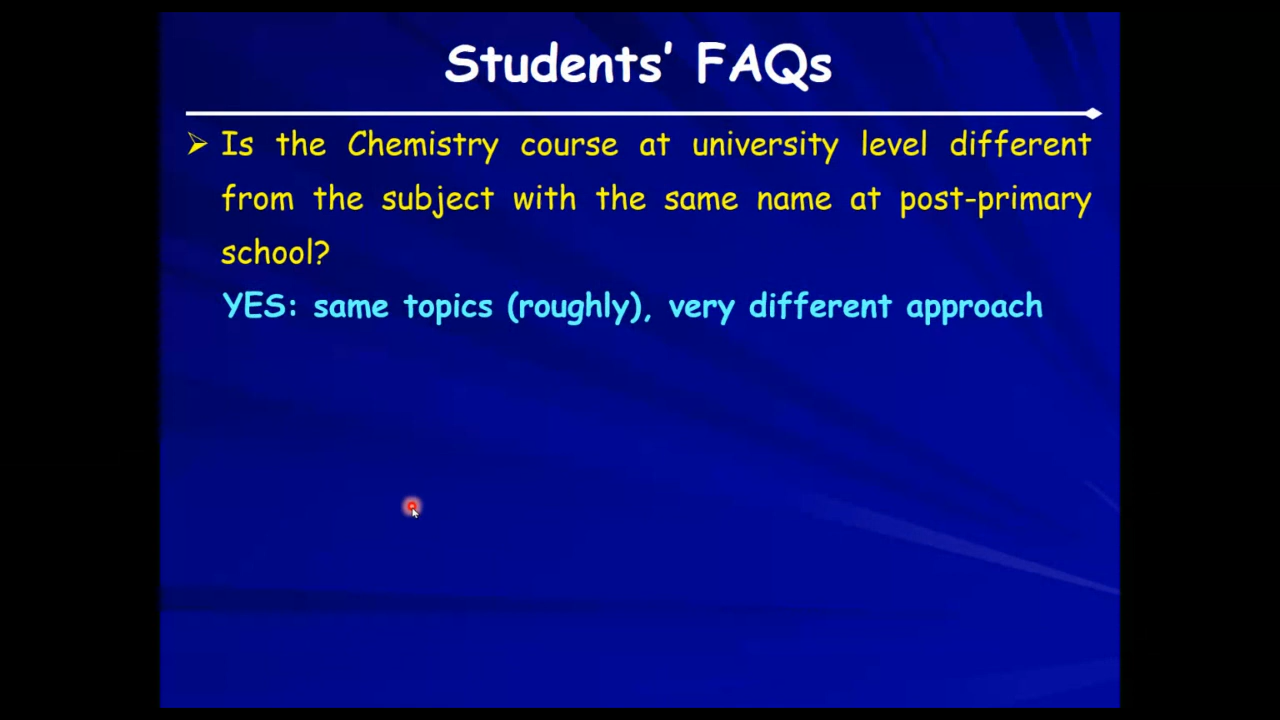 Students’ FAQs
➢ Is the Chemistry course at university level different
from the subject with the same name at post-primary
school?
YES: same topics (roughly), very different approach